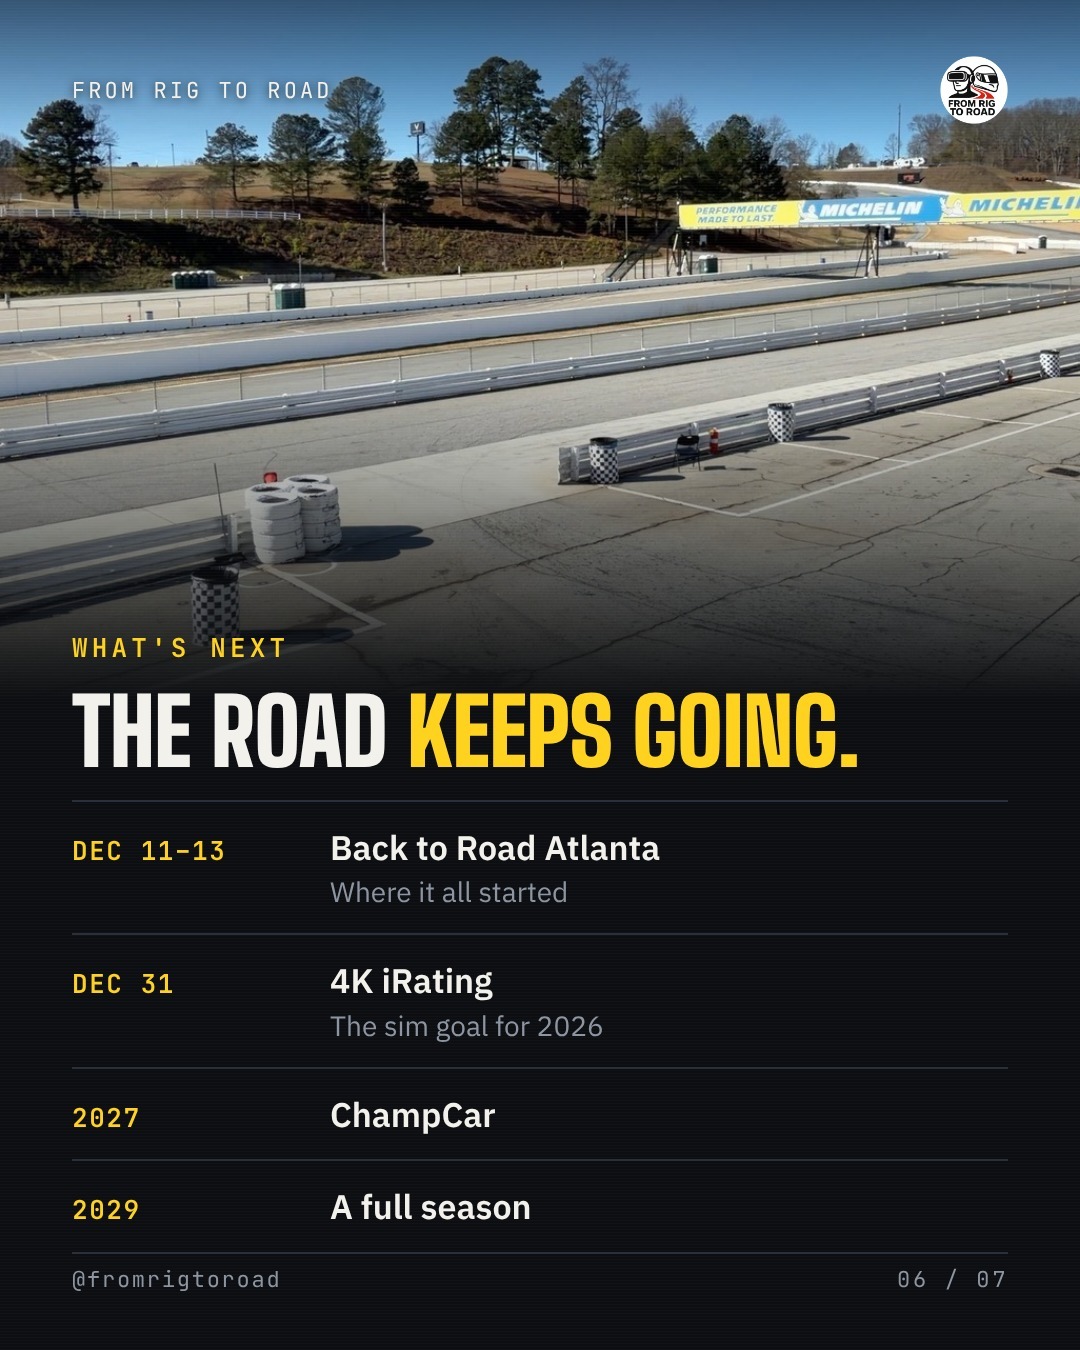 FROM RIG TO ROAD
FROM RIG
TO ROAD
PERFORMANCE
MADE TO LAST.
MICHELIN
MICHELIN
WHAT'S NEXT
THE ROAD KEEPS GOING.
DEC 11–13
Back to Road Atlanta
Where it all started
DEC 31
4K iRating
The sim goal for 2026
2027
ChampCar
2029
A full season
@fromrigtoroad
06 / 07